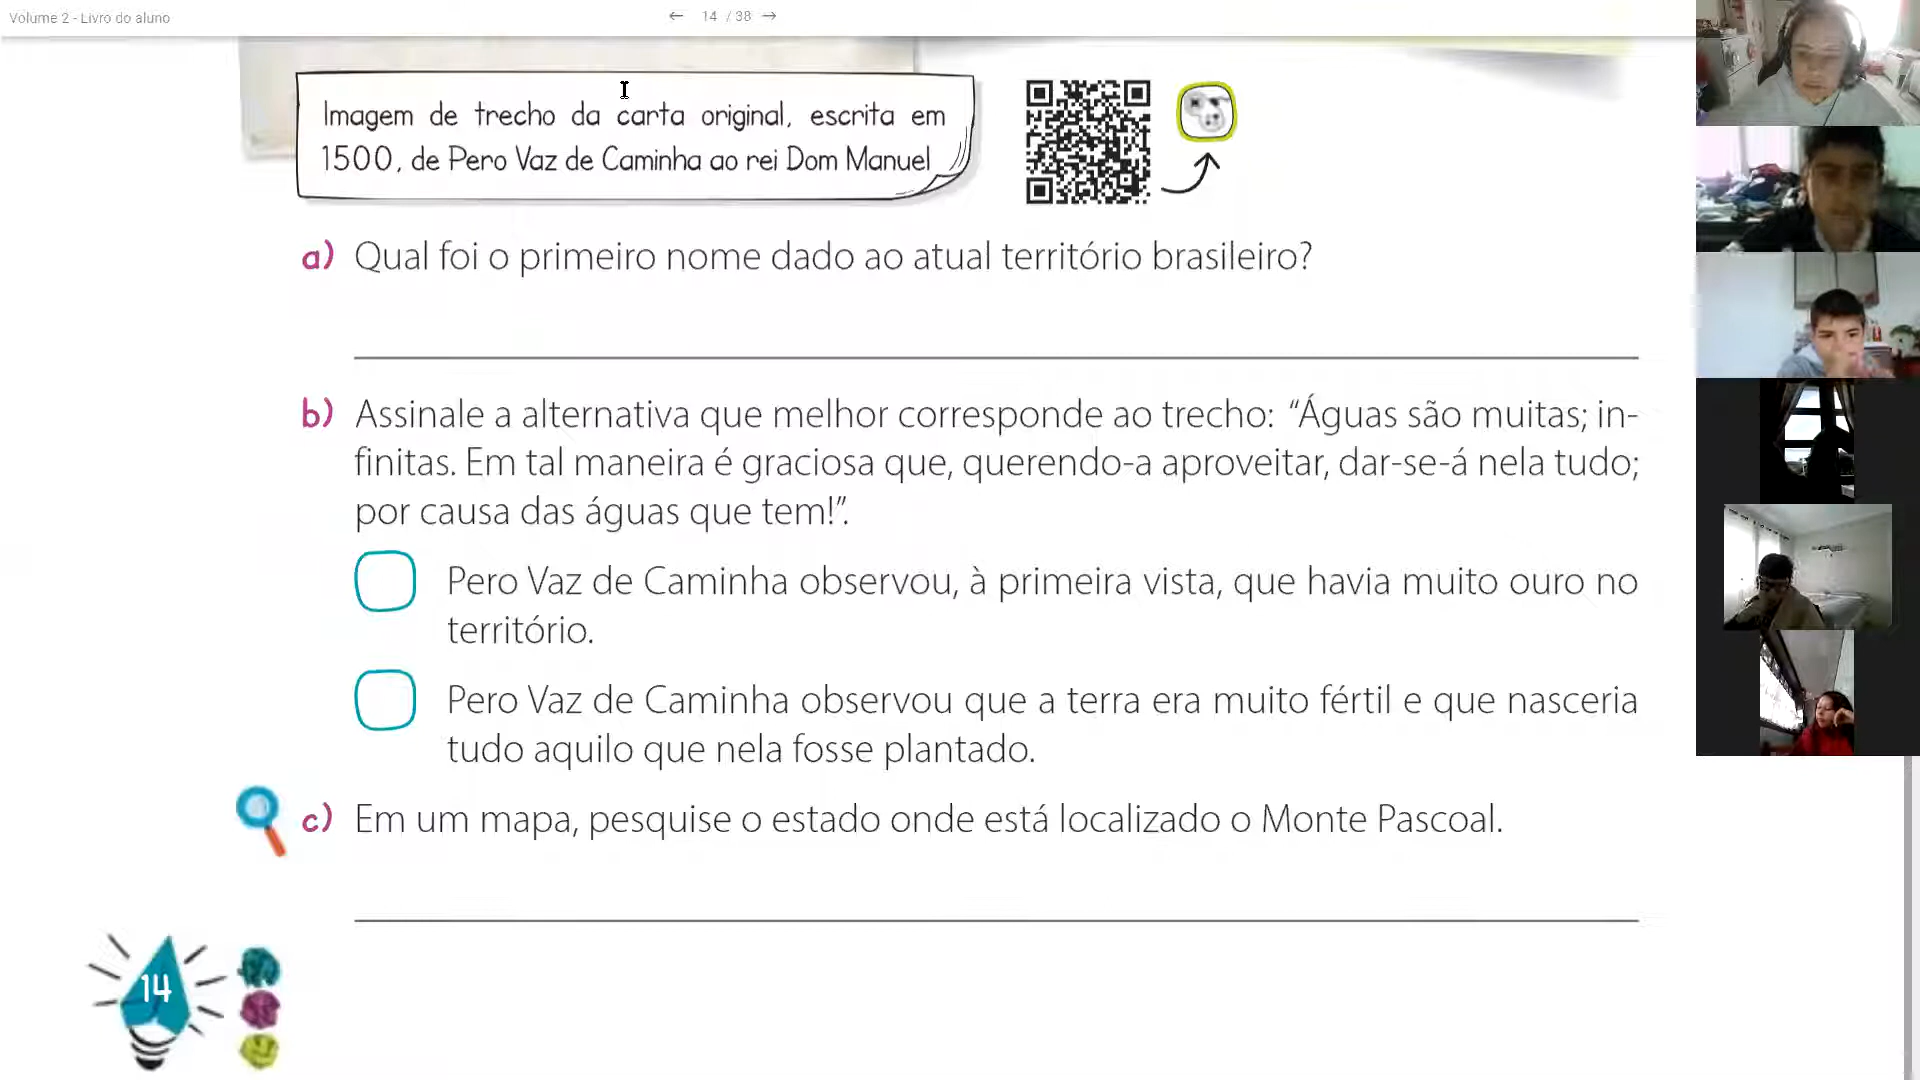 Volume 2 - Livro do aluno
← 14 / 38 →
Imagem de trecho da carta original, escrita em
1500, de Pero Vaz de Caminha ao rei Dom Manuel
a) Qual foi o primeiro nome dado ao atual território brasileiro?
b) Assinale a alternativa que melhor corresponde ao trecho: “Águas são muitas; in-
finitas. Em tal maneira é graciosa que, querendo-a aproveitar, dar-se-á nela tudo;
por causa das águas que tem!”.
Pero Vaz de Caminha observou, à primeira vista, que havia muito ouro no
território.
Pero Vaz de Caminha observou que a terra era muito fértil e que nasceria
tudo aquilo que nela fosse plantado.
c) Em um mapa, pesquise o estado onde está localizado o Monte Pascoal.
14